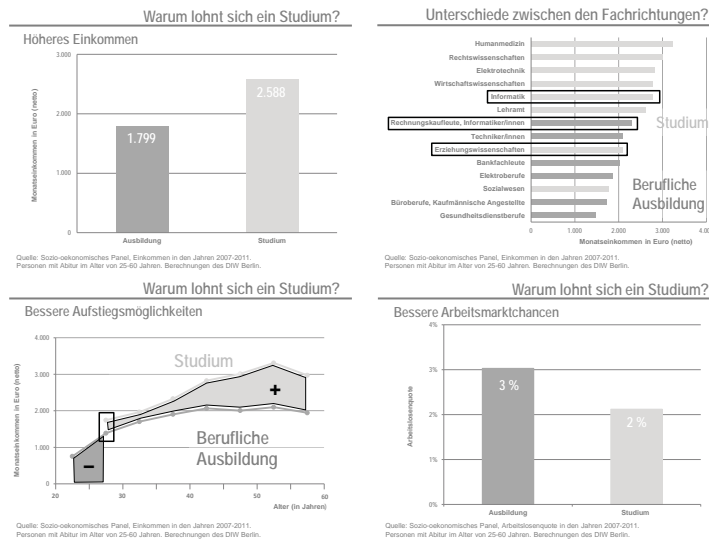 Warum lohnt sich ein Studium?
Höheres Einkommen
3.000
2.000
1.000
0
Monatseinkommen in Euro (netto)
1.799
2.588
Ausbildung
Studium
Quelle: Sozio-oekonomisches Panel, Einkommen in den Jahren 2007-2011.
Personen mit Abitur im Alter von 25-60 Jahren. Berechnungen des DIW Berlin.
Unterschiede zwischen den Fachrichtungen?
Humanmedizin
Rechtswissenschaften
Elektrotechnik
Wirtschaftswissenschaften
Informatik
Lehramt
Rechnungskaufleute, Informatiker/innen
Techniker/innen
Erziehungswissenschaften
Bankfachleute
Elektroberufe
Sozialwesen
Büroberufe, Kaufmännische Angestellte
Gesundheitsdienstberufe
Studium
Berufliche
Ausbildung
0 1.000 2.000 3.000 4.00
Monatseinkommen in Euro (netto)
Quelle: Sozio-oekonomisches Panel, Einkommen in den Jahren 2007-2011.
Personen mit Abitur im Alter von 25-60 Jahren. Berechnungen des DIW Berlin.
Warum lohnt sich ein Studium?
Bessere Aufstiegsmöglichkeiten
4.000
3.000
2.000
1.000
0
Monatseinkommen in Euro (netto)
Studium
+
Berufliche
Ausbildung
-
20 30 40 50 60
Alter (in Jahren)
Quelle: Sozio-oekonomisches Panel, Einkommen in den Jahren 2007-2011.
Personen mit Abitur im Alter von 25-60 Jahren. Berechnungen des DIW Berlin.
Warum lohnt sich ein Studium?
Bessere Arbeitsmarktchancen
4%
3%
2%
1%
0%
Arbeitslosenquote
3 %
2 %
Ausbildung
Studium
Quelle: Sozio-oekonomisches Panel, Arbeitslosenquote in den Jahren 2007-2011.
Personen mit Abitur im Alter von 25-60 Jahren. Berechnungen des DIW Berlin.